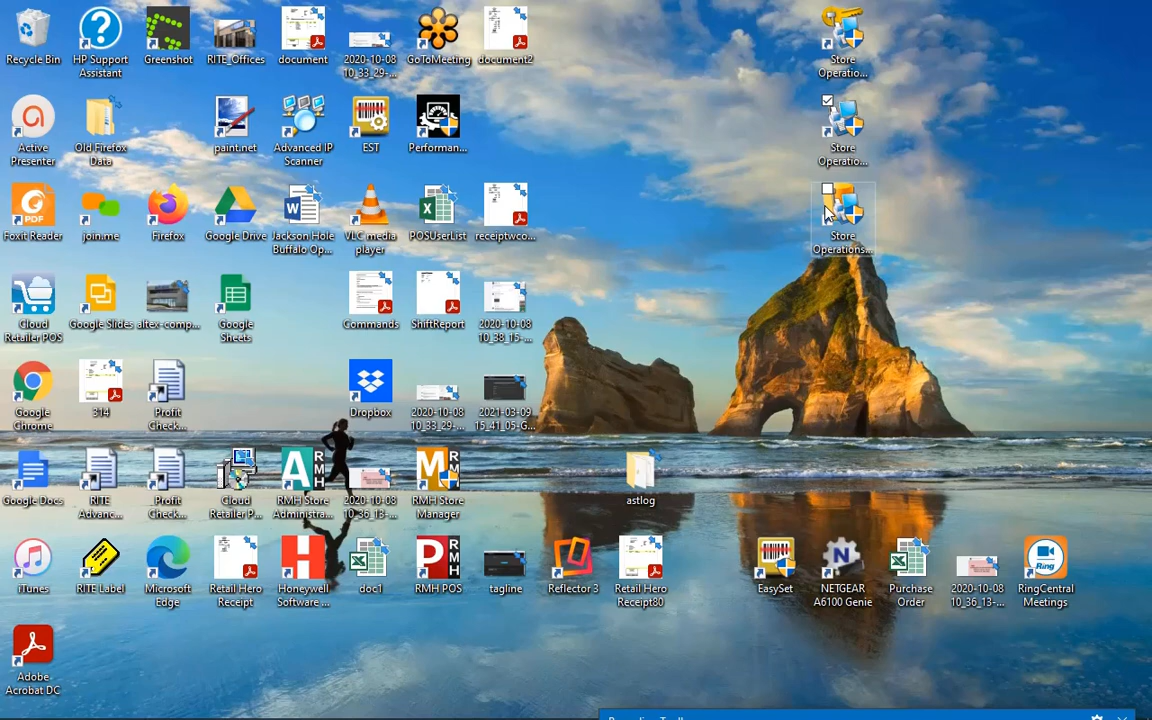 Recycle Bin
HP Support
Assistant
Greenshot
RITE_Offices
document
2020-10-08
10_33_29-...
GoToMeeting
document2
Store
Operatio...
Active
Presenter
Old Firefox
Data
paint.net
Advanced IP
Scanner
EST
Performan...
Store
Operatio...
PDF
Foxit Reader
join.me
Firefox
Google Drive
W
Jackson Hole
Buffalo Op...
VLC media
player
X
POSUserList
receiptwco...
Store
Operations...
Cloud
Retailer POS
Google Slides
altex-comp...
Google
Sheets
Commands
ShiftReport
2020-10-08
10_38_15-...
Google
Chrome
314
Profit
Check...
Dropbox
2020-10-08
10_33_29-...
2021-03-09
15_41_05-G...
Google Docs
RITE
Advanc...
Profit
Check...
Cloud
Retailer P...
A RMH
RMH Store
Administra...
2020-10-08
10_36_13-...
M RMH
RMH Store
Manager
astlog
iTunes
RITE Label
Microsoft
Edge
Retail Hero
Receipt
H
Honeywell
Software ...
X
doc1
P RMH
RMH POS
tagline
Reflector 3
Retail Hero
Receipt80
EasySet
N
NETGEAR
A6100 Genie
X
Purchase
Order
2020-10-08
10_36_13-...
Ring
RingCentral
Meetings
Adobe
Acrobat DC